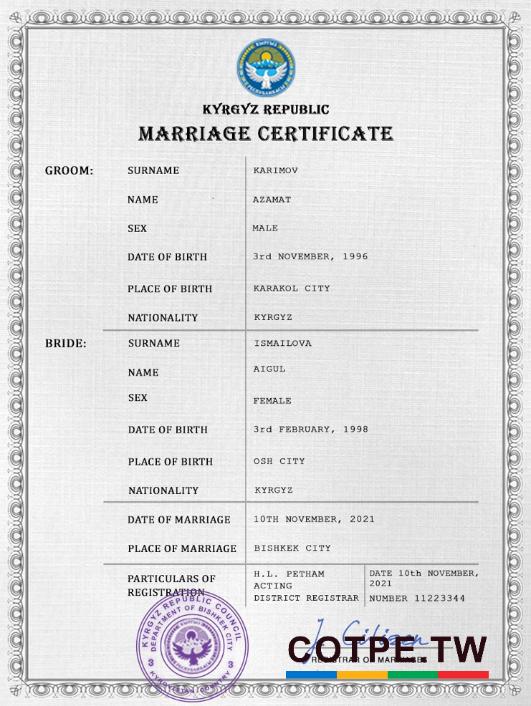 KYRGYZ REPUBLIC
MARRIAGE CERTIFICATE
GROOM: SURNAME KARIMOV
NAME AZAMAT
SEX MALE
DATE OF BIRTH 3rd NOVEMBER, 1996
PLACE OF BIRTH KARAKOL CITY
NATIONALITY KYRGYZ
BRIDE: SURNAME ISMAILOVA
NAME AIGUL
SEX FEMALE
DATE OF BIRTH 3rd FEBRUARY, 1998
PLACE OF BIRTH OSH CITY
NATIONALITY KYRGYZ
DATE OF MARRIAGE 10TH NOVEMBER, 2021
PLACE OF MARRIAGE BISHKEK CITY
PARTICULARS OF
REGISTRATION
H.L. PETHAM
ACTING
DISTRICT REGISTRAR
DATE 10th NOVEMBER,
2021
NUMBER 11223344
KYRGYZ REPUBLIC COUNCIL
DEPARTMENT OF BISHKEK CITY
KYRGYZSTAN COUNTRY
REGISTRAR OF MARRIAGES
COTPE TW